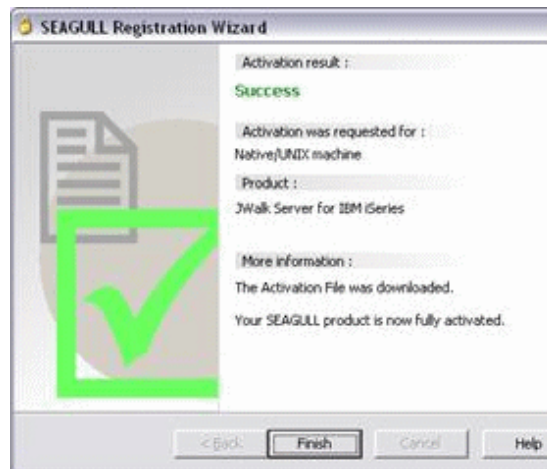 SEAGULL Registration Wizard
Activation result :
Success
Activation was requested for :
Native/UNIX machine
Product :
JWalk Server for IBM iSeries
More information :
The Activation File was downloaded.
Your SEAGULL product is now fully activated.
< Back Finish Cancel Help